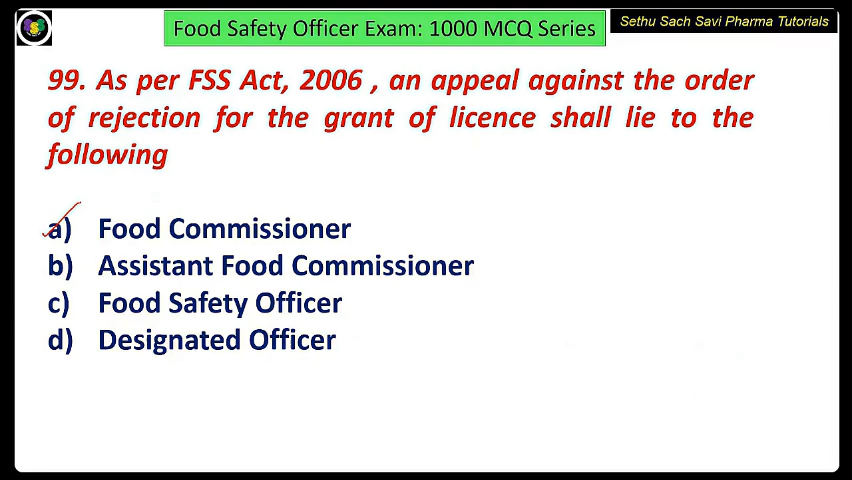 Food Safety Officer Exam: 1000 MCQ Series
Sethu Sach Savi Pharma Tutorials
99. As per FSS Act, 2006 , an appeal against the order
of rejection for the grant of licence shall lie to the
following
a) Food Commissioner
b) Assistant Food Commissioner
c) Food Safety Officer
d) Designated Officer